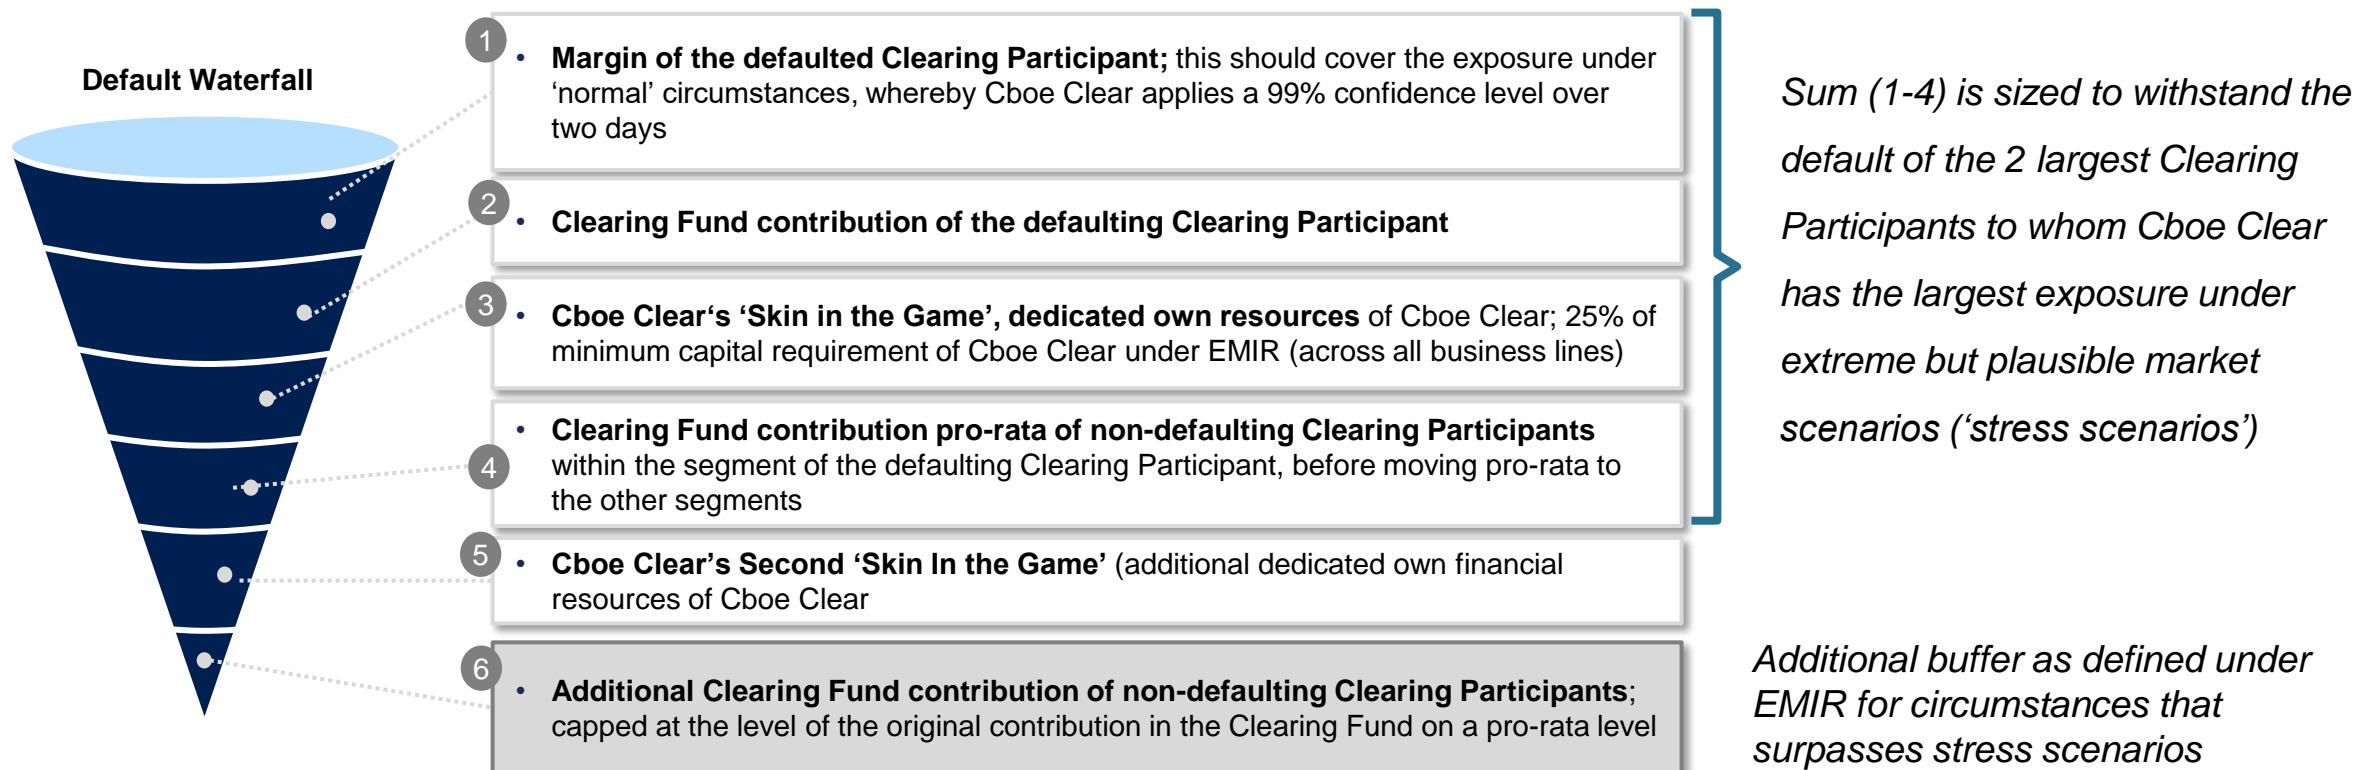 Default Waterfall
1
• Margin of the defaulted Clearing Participant; this should cover the exposure under
‘normal’ circumstances, whereby Cboe Clear applies a 99% confidence level over
two days
2
• Clearing Fund contribution of the defaulting Clearing Participant
3
• Cboe Clear‘s ‘Skin in the Game’, dedicated own resources of Cboe Clear; 25% of
minimum capital requirement of Cboe Clear under EMIR (across all business lines)
4
• Clearing Fund contribution pro-rata of non-defaulting Clearing Participants
within the segment of the defaulting Clearing Participant, before moving pro-rata to
the other segments
5
• Cboe Clear’s Second ‘Skin In the Game’ (additional dedicated own financial
resources of Cboe Clear
6
• Additional Clearing Fund contribution of non-defaulting Clearing Participants;
capped at the level of the original contribution in the Clearing Fund on a pro-rata level
Sum (1-4) is sized to withstand the
default of the 2 largest Clearing
Participants to whom Cboe Clear
has the largest exposure under
extreme but plausible market
scenarios (‘stress scenarios’)
Additional buffer as defined under
EMIR for circumstances that
surpasses stress scenarios